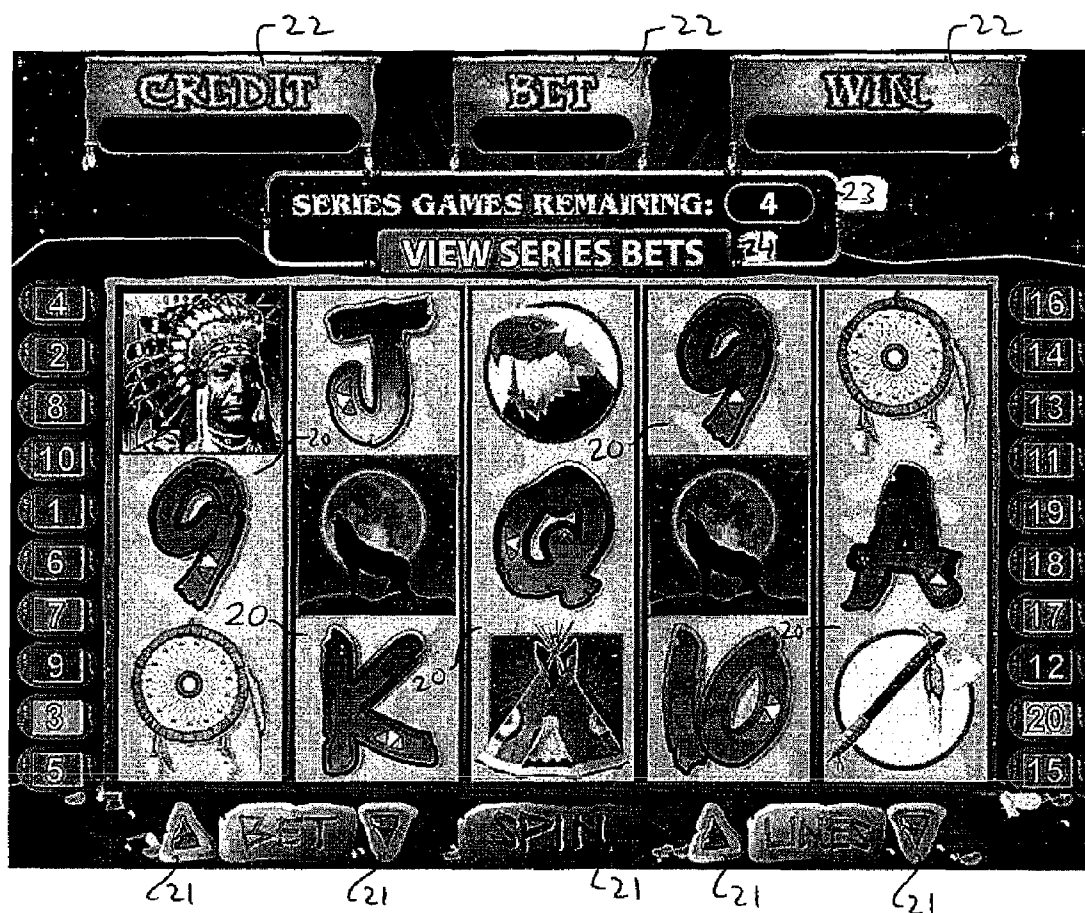 22 22 22
CREDIT BET WIN
SERIES GAMES REMAINING: 4 23
VIEW SERIES BETS 24
4 16
2 J 9 14
8 13
10 20 20 11
1 9 Q A 19
6 18
7 20 20 17
9 K 20 10 12
3 20
5 15
BET SPIN LINES
21 21 21 21 21